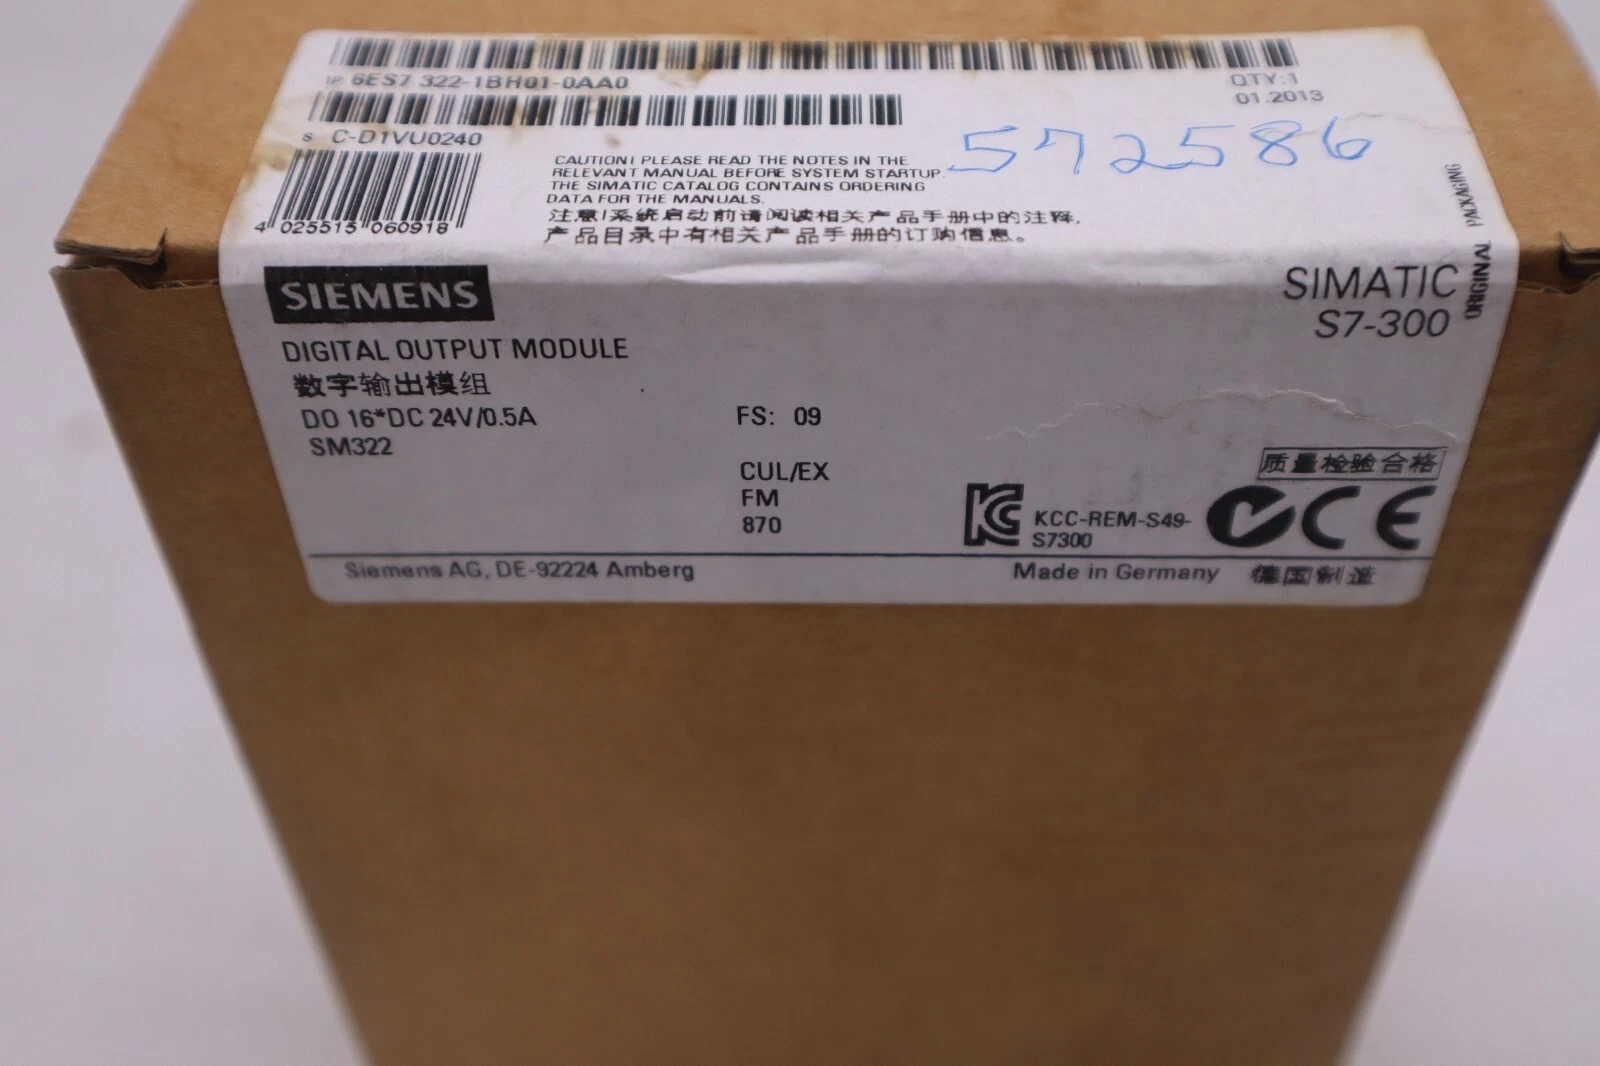 1P 6ES7 322-1BH01-0AA0
QTY:1
01.2013
S C-D1VU0240
572586
4 025515 060918
CAUTION! PLEASE READ THE NOTES IN THE
RELEVANT MANUAL BEFORE SYSTEM STARTUP.
THE SIMATIC CATALOG CONTAINS ORDERING
DATA FOR THE MANUALS.
注意!系统启动前请阅读相关产品手册中的注释,
产品目录中有相关产品手册的订购信息。
ORIGINAL PACKAGING
SIEMENS
SIMATIC
S7-300
DIGITAL OUTPUT MODULE
数字输出模组
DO 16*DC 24V/0.5A
FS: 09
SM322
CUL/EX
FM
870
质量检验合格
KC
KCC-REM-S49-
S7300
CE
Siemens AG, DE-92224 Amberg
Made in Germany 德国制造